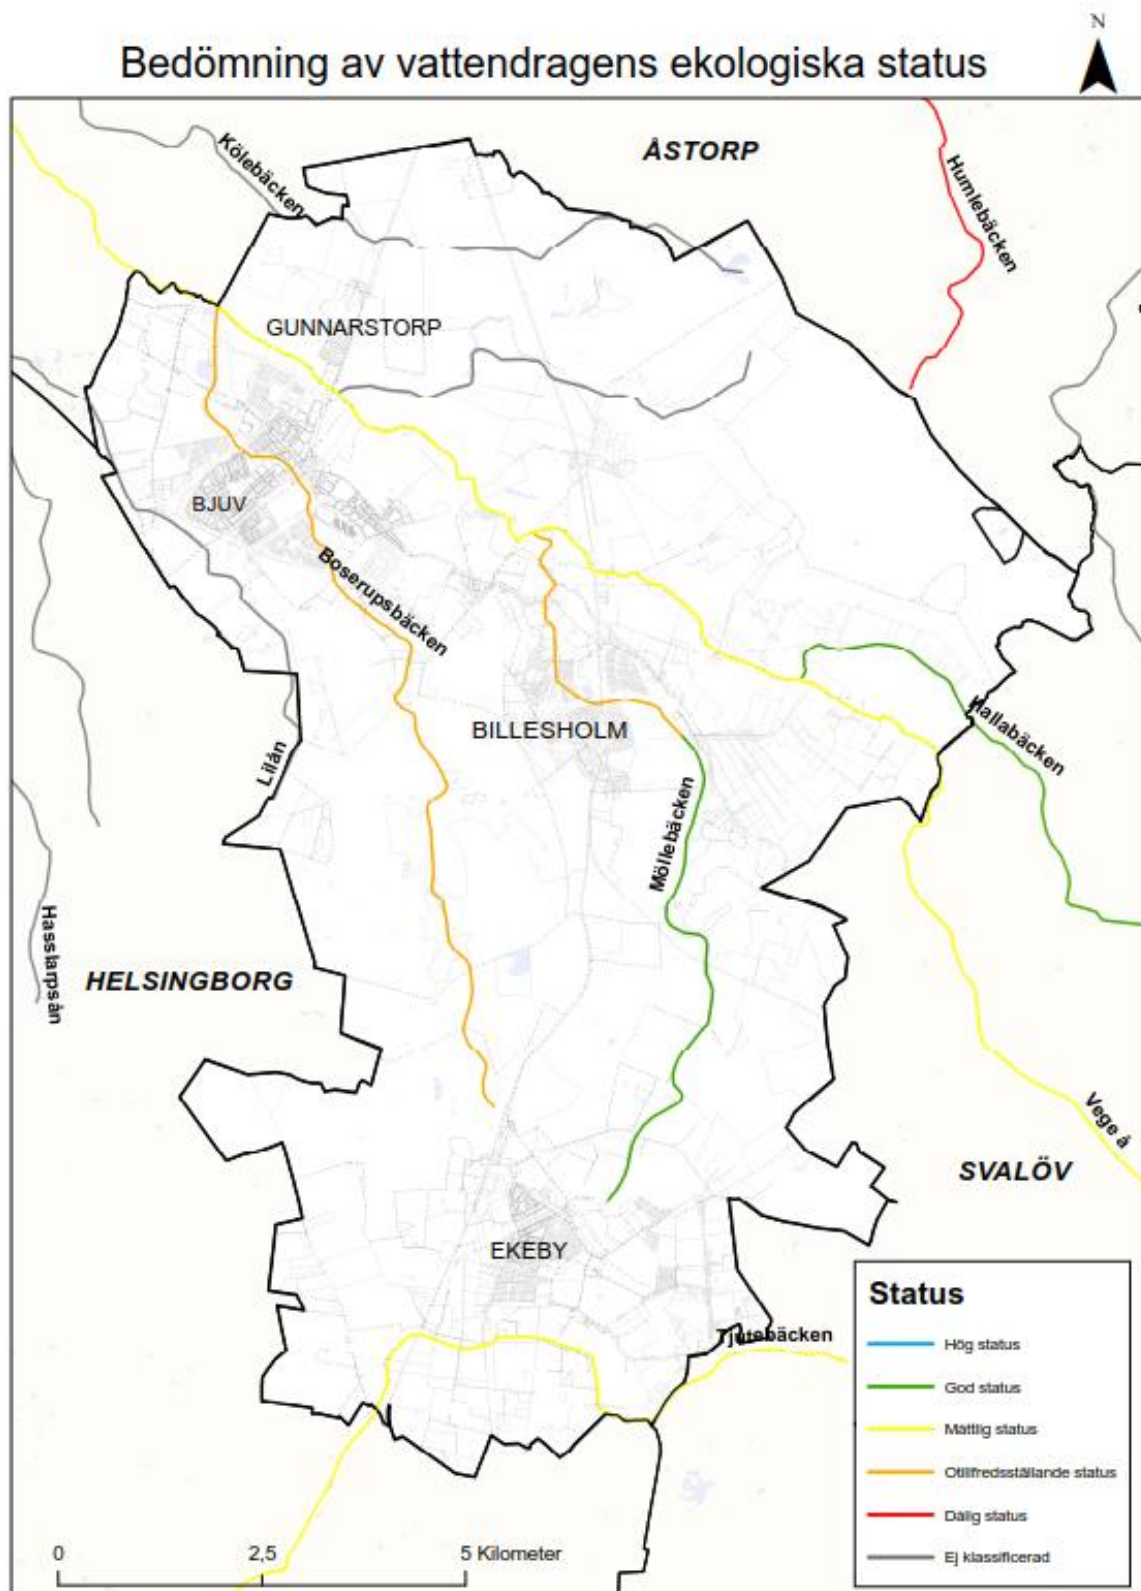 N
Bedömning av vattendragens ekologiska status
ÅSTORP
Kölebäcken
Humlebäcken
GUNNARSTORP
BJUV
Boserupsbäcken
Hallabäcken
BILLESHOLM
Lilån
Möllebäcken
Hasslarpsån
HELSINGBORG
Vege å
SVALÖV
EKEBY
Tjutebäcken
Status
Hög status
God status
Måttlig status
Otillfredsställande status
Dålig status
Ej klassificerad
0 2,5 5 Kilometer